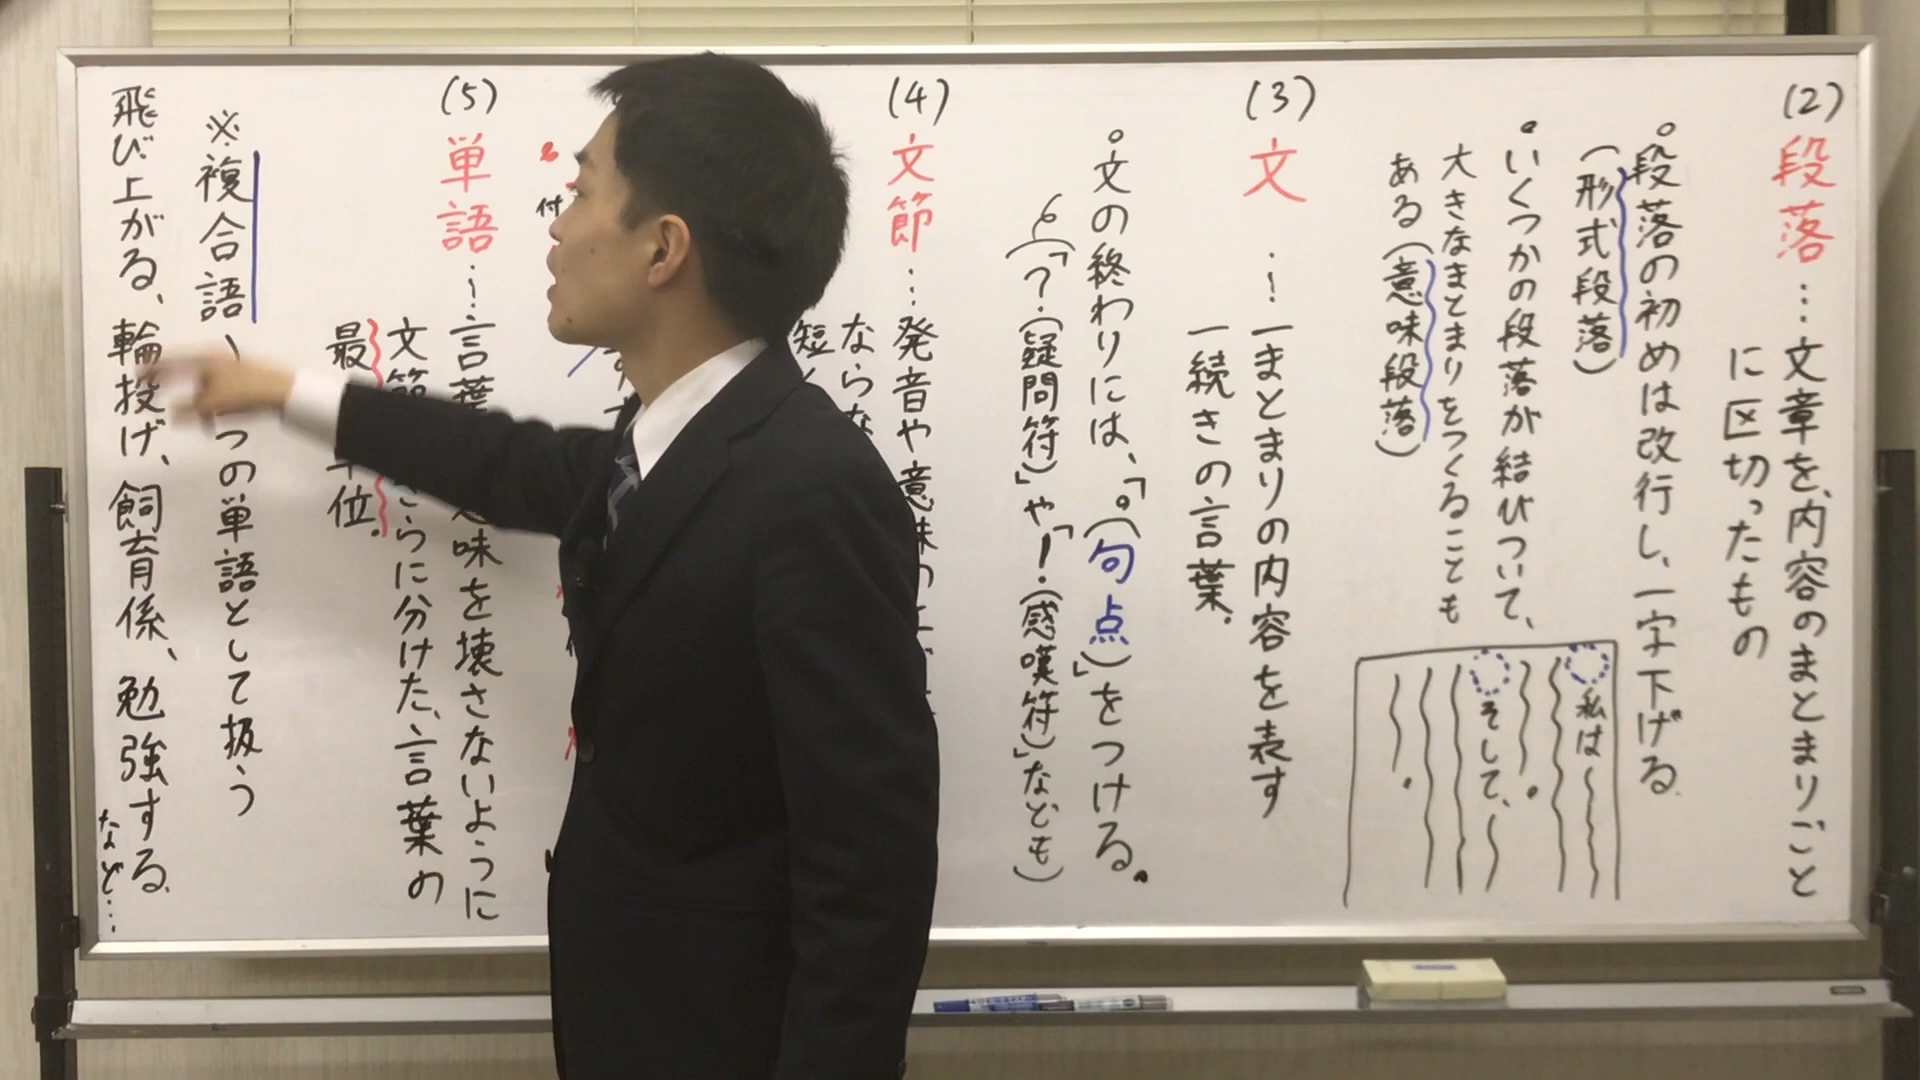 (2)
段落…文章を、内容のまとまりごと
に区切ったもの
段落の初めは改行し、一字下げる。
(形式段落)
いくつかの段落が結びついて、
大きなまとまりをつくることも
ある(意味段落)
私は
そして、
(3)
文…一まとまりの内容を表す
一続きの言葉。
文の終わりには、「。(句点)」をつける。
(「?(疑問符)」や「!(感嘆符)」なども)
(4)
文節…発音や意味
ならな
短
付
(5)
単語…言葉 味を壊さないように
文節 さらに分けた、言葉の
最 単位。
※複合語 つの単語として扱う
飛び上がる、輪投げ、飼育係、勉強する
など…